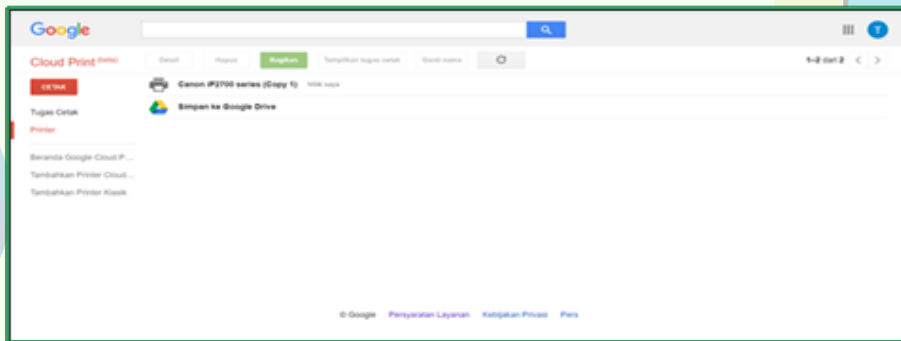 Google
T
Cloud Print (beta)
Detail Hapus Bagikan Tampilkan tugas cetak Ganti nama
1–2 dari 2
CETAK
Canon iP2700 series (Copy 1) Milik saya
Simpan ke Google Drive
Tugas Cetak
Printer
Beranda Google Cloud P...
Tambahkan Printer Cloud...
Tambahkan Printer Klasik
© Google Persyaratan Layanan Kebijakan Privasi Pers